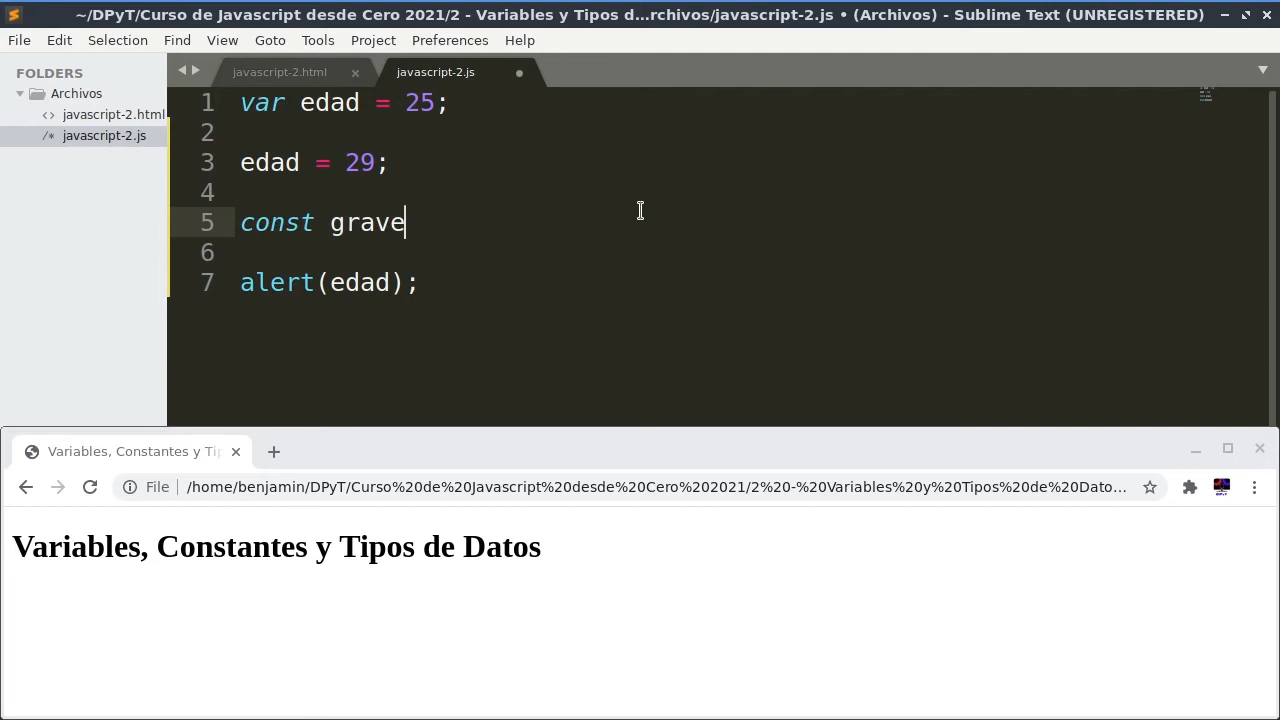 ~/DPyT/Curso de Javascript desde Cero 2021/2 - Variables y Tipos d...rchivos/javascript-2.js • (Archivos) - Sublime Text (UNREGISTERED)
File Edit Selection Find View Goto Tools Project Preferences Help
FOLDERS
Archivos
<> javascript-2.html
/* javascript-2.js
javascript-2.html
javascript-2.js
1 var edad = 25;
2
3 edad = 29;
4
5 const grave
6
7 alert(edad);
Variables, Constantes y Ti
File /home/benjamin/DPyT/Curso%20de%20Javascript%20desde%20Cero%202021/2%20-%20Variables%20y%20Tipos%20de%20Dato...
Variables, Constantes y Tipos de Datos